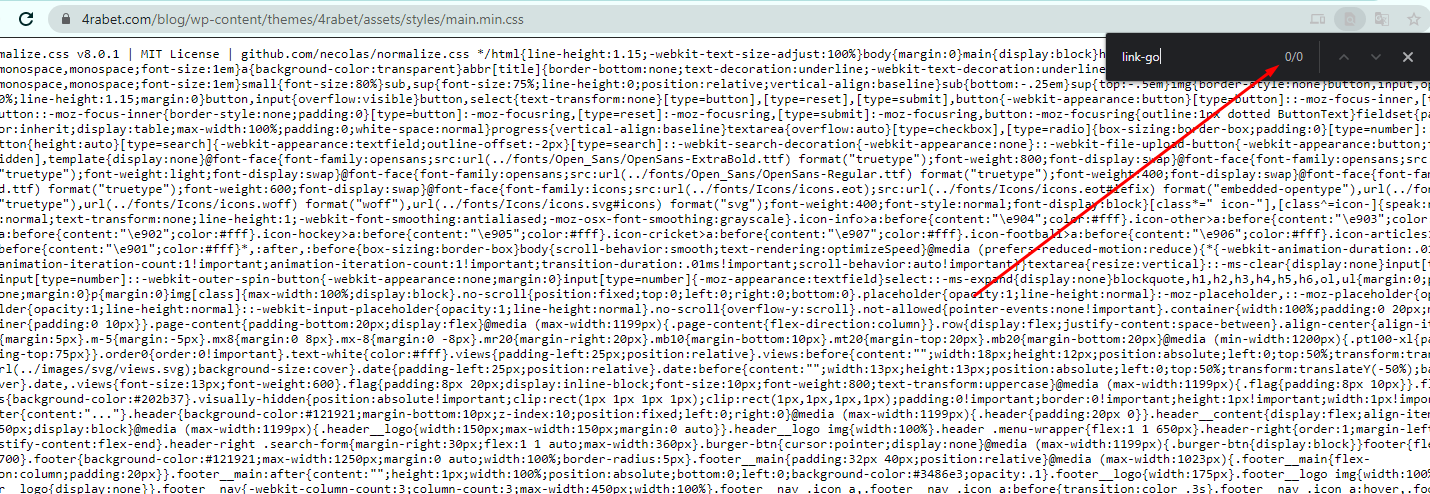 4rabet.com/blog/wp-content/themes/4rabet/assets/styles/main.min.css
link-go
0/0
rmalize.css v8.0.1 | MIT License | github.com/necolas/normalize.css */html{line-height:1.15;-webkit-text-size-adjust:100%}body{margin:0}main{display:block}h
monospace,monospace;font-size:1em}a{background-color:transparent}abbr[title]{border-bottom:none;text-decoration:underline;-webkit-text-decoration:underline
monospace,monospace;font-size:1em}small{font-size:80%}sub,sup{font-size:75%;line-height:0;position:relative;vertical-align:baseline}sub{bottom:-.25em}sup{top:-.5em}img{border-style:none}button,input,op
0%;line-height:1.15;margin:0}button,input{overflow:visible}button,select{text-transform:none}[type=button],[type=reset],[type=submit],button{-webkit-appearance:button}[type=button]::-moz-focus-inner,[t
button::-moz-focus-inner{border-style:none;padding:0}[type=button]:-moz-focusring,[type=reset]:-moz-focusring,[type=submit]:-moz-focusring,button:-moz-focusring{outline:1px dotted ButtonText}fieldset{pa
or:inherit;display:table;max-width:100%;padding:0;white-space:normal}progress{vertical-align:baseline}textarea{overflow:auto}[type=checkbox],[type=radio]{box-sizing:border-box;padding:0}[type=number]:
tton{height:auto}[type=search]{-webkit-appearance:textfield;outline-offset:-2px}[type=search]::-webkit-search-decoration{-webkit-appearance:none}::-webkit-file-upload-button{-webkit-appearance:button;f
idden],template{display:none}@font-face{font-family:opensans;src:url(../fonts/Open_Sans/OpenSans-ExtraBold.ttf) format("truetype");font-weight:800;font-display:swap}@font-face{font-family:opensans;src:
format("truetype");font-weight:light;font-display:swap}@font-face{font-family:opensans;src:url(../fonts/Open_Sans/OpenSans-Regular.ttf) format("truetype");font-weight:400;font-display:swap}@font-face{f
d.ttf) format("truetype");font-weight:600;font-display:swap}@font-face{font-family:icons;src:url(../fonts/Icons/icons.eot);src:url(../fonts/Icons/icons.eot#iefix) format("embedded-opentype"),url(../fon
"truetype"),url(../fonts/Icons/icons.woff) format("woff"),url(../fonts/Icons/icons.svg#icons) format("svg");font-weight:400;font-style:normal;font-display:block}[class*=" icon-"],[class^=icon-]{speak:n
:normal;text-transform:none;line-height:1;-webkit-font-smoothing:antialiased;-moz-osx-font-smoothing:grayscale}.icon-info>a:before{content:"\e904";color:#fff}.icon-other>a:before{content:"\e903";color
a:before{content:"\e902";color:#fff}.icon-hockey>a:before{content:"\e905";color:#fff}.icon-cricket>a:before{content:"\e907";color:#fff}.icon-football>a:before{content:"\e906";color:#fff}.icon-articles>
before{content:"\e901";color:#fff}*,:after,:before{box-sizing:border-box}body{scroll-behavior:smooth;text-rendering:optimizeSpeed}@media (prefers-reduced-motion:reduce){*{-webkit-animation-duration:.01
animation-iteration-count:1!important;animation-iteration-count:1!important;transition-duration:.01ms!important;scroll-behavior:auto!important}}textarea{resize:vertical}::-ms-clear{display:none}input[t
input[type=number]::-webkit-outer-spin-button{-webkit-appearance:none;margin:0}input[type=number]{-moz-appearance:textfield}select::-ms-expand{display:none}blockquote,h1,h2,h3,h4,h5,h6,ol,ul{margin:0;p
none;margin:0}p{margin:0}img[class]{max-width:100%;display:block}.no-scroll{position:fixed;top:0;left:0;right:0;bottom:0}.placeholder{opacity:1;line-height:normal}:-moz-placeholder,::-moz-placeholder{op
lder{opacity:1;line-height:normal}::-webkit-input-placeholder{opacity:1;line-height:normal}.no-scroll{overflow-y:scroll}.not-allowed{pointer-events:none!important}.container{width:100%;padding:0 20px;m
iner{padding:0 10px}}.page-content{padding-bottom:20px;display:flex}@media (max-width:1199px){.page-content{flex-direction:column}}.row{display:flex;justify-content:space-between}.align-center{align-it
{margin:5px}.m-5{margin:-5px}.mx8{margin:0 8px}.mx-8{margin:0 -8px}.mr20{margin-right:20px}.mb10{margin-bottom:10px}.mt20{margin-top:20px}.mb20{margin-bottom:20px}@media (min-width:1200px){.pt100-xl{pa
ing-top:75px}}.order0{order:0!important}.text-white{color:#fff}.views{padding-left:25px;position:relative}.views:before{content:"";width:18px;height:12px;position:absolute;left:0;top:50%;transform:tran
rl(../images/svg/views.svg);background-size:cover}.date{padding-left:25px;position:relative}.date:before{content:"";width:13px;height:13px;position:absolute;left:0;top:50%;transform:translateY(-50%);ba
ver}.date,.views{font-size:13px;font-weight:600}.flag{padding:8px 20px;display:inline-block;font-size:10px;font-weight:800;text-transform:uppercase}@media (max-width:1199px){.flag{padding:8px 10px}}.fl
s{background-color:#202b37}.visually-hidden{position:absolute!important;clip:rect(1px 1px 1px 1px);clip:rect(1px,1px,1px,1px);padding:0!important;border:0!important;height:1px!important;width:1px!impor
ter{content:"..."}.header{background-color:#121921;margin-bottom:10px;z-index:10;position:fixed;left:0;right:0}@media (max-width:1199px){.header{padding:20px 0}}.header__content{display:flex;align-item
50px;display:block}@media (max-width:1199px){.header__logo{width:150px;max-width:150px;margin:0 auto}}.header__logo img{width:100%}.header .menu-wrapper{flex:1 1 650px}.header-right{order:1;margin-left
stify-content:flex-end}.header-right .search-form{margin-right:30px;flex:1 1 auto;max-width:360px}.burger-btn{cursor:pointer;display:none}@media (max-width:1199px){.burger-btn{display:block}}footer{fle
700}.footer{background-color:#121921;max-width:1250px;margin:0 auto;width:100%;border-radius:5px}.footer__main{padding:32px 40px;position:relative}@media (max-width:1023px){.footer__main{flex-
on:column;padding:20px}}.footer__main:after{content:"";height:1px;width:100%;position:absolute;bottom:0;left:0;background-color:#3486e3;opacity:.1}.footer__logo{width:175px}.footer__logo img{width:100%
__logo{display:none}}.footer__nav{-webkit-column-count:3;column-count:3;max-width:450px;width:100%}.footer__nav .icon a,.footer__nav .icon a:before{transition:color .3s}.footer__nav .icon a:hover,.foot